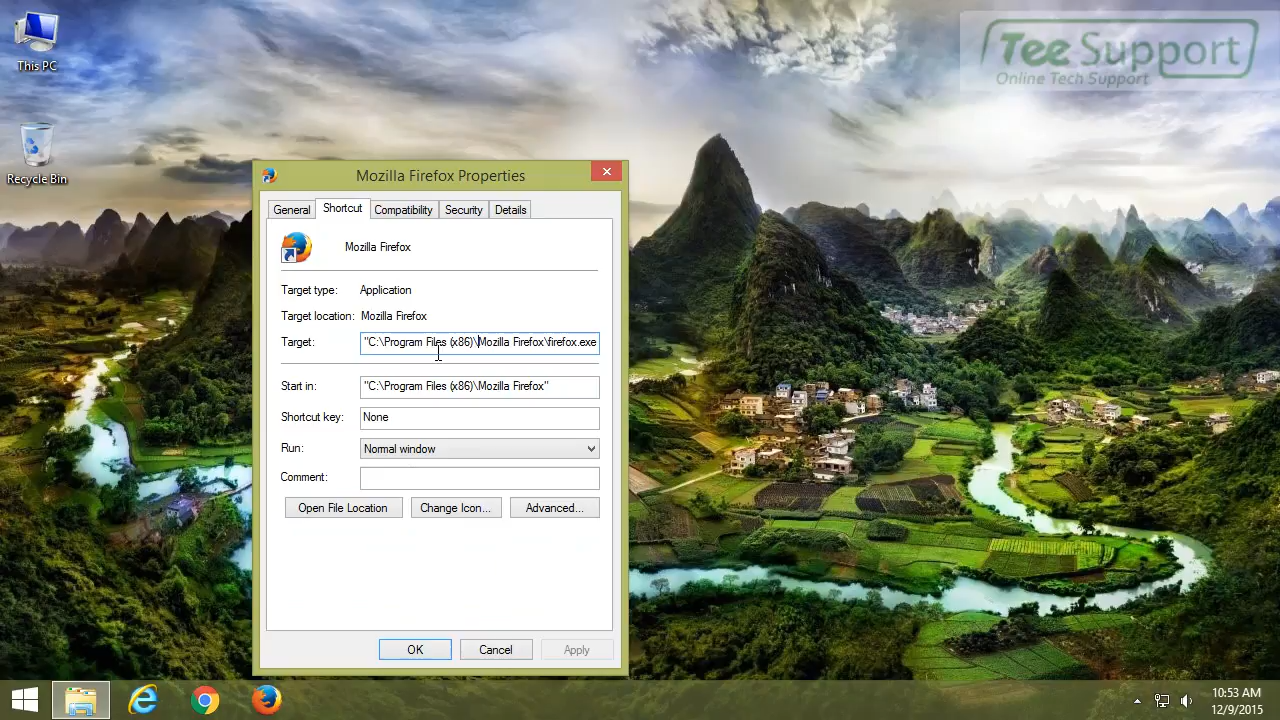 This PC
Recycle Bin
Tee Support
Online Tech Support
Mozilla Firefox Properties
General Shortcut Compatibility Security Details
Mozilla Firefox
Target type: Application
Target location: Mozilla Firefox
Target: "C:\Program Files (x86)\Mozilla Firefox\firefox.exe
Start in: "C:\Program Files (x86)\Mozilla Firefox"
Shortcut key: None
Run: Normal window
Comment:
Open File Location Change Icon... Advanced...
OK Cancel Apply
10:53 AM
12/9/2015